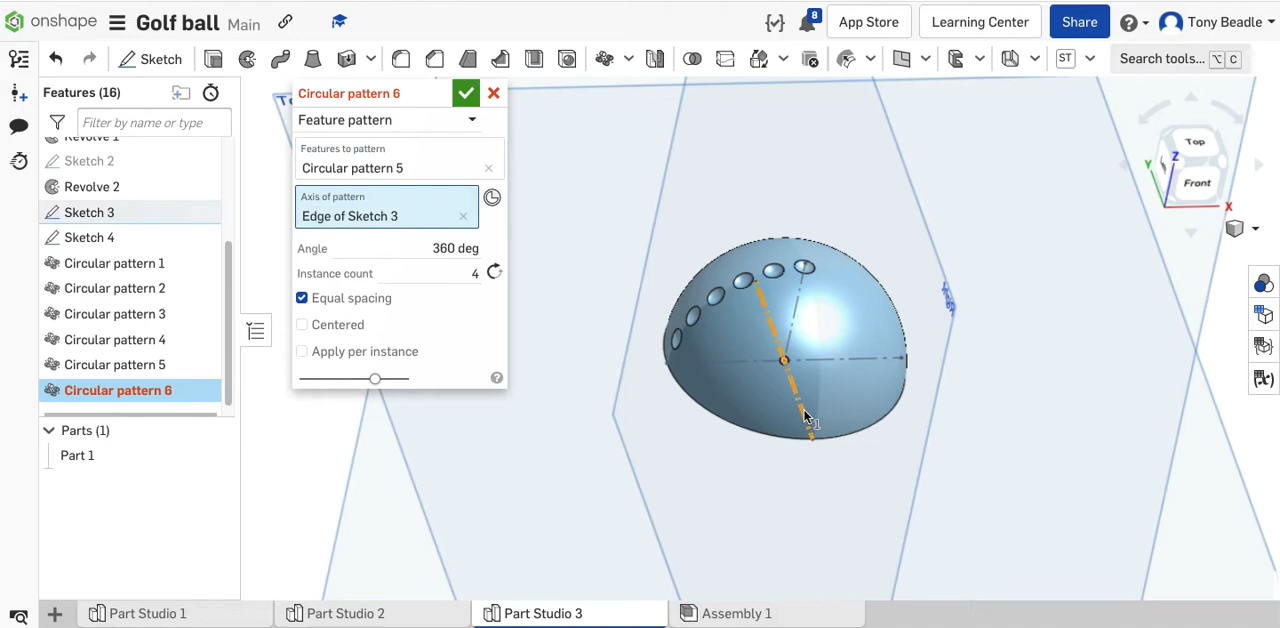 onshape Golf ball Main
8 App Store Learning Center Share Tony Beadle
Sketch ST Search tools... ⌥ C
Features (16)
Filter by name or type
Revolve 1
Sketch 2
Revolve 2
Sketch 3
Sketch 4
Circular pattern 1
Circular pattern 2
Circular pattern 3
Circular pattern 4
Circular pattern 5
Circular pattern 6
Parts (1)
Part 1
Circular pattern 6
Feature pattern
Features to pattern
Circular pattern 5
Axis of pattern
Edge of Sketch 3
Angle 360 deg
Instance count 4
Equal spacing
Centered
Apply per instance
1
Top
Front
Z
Y
X
Part Studio 1 Part Studio 2 Part Studio 3 Assembly 1